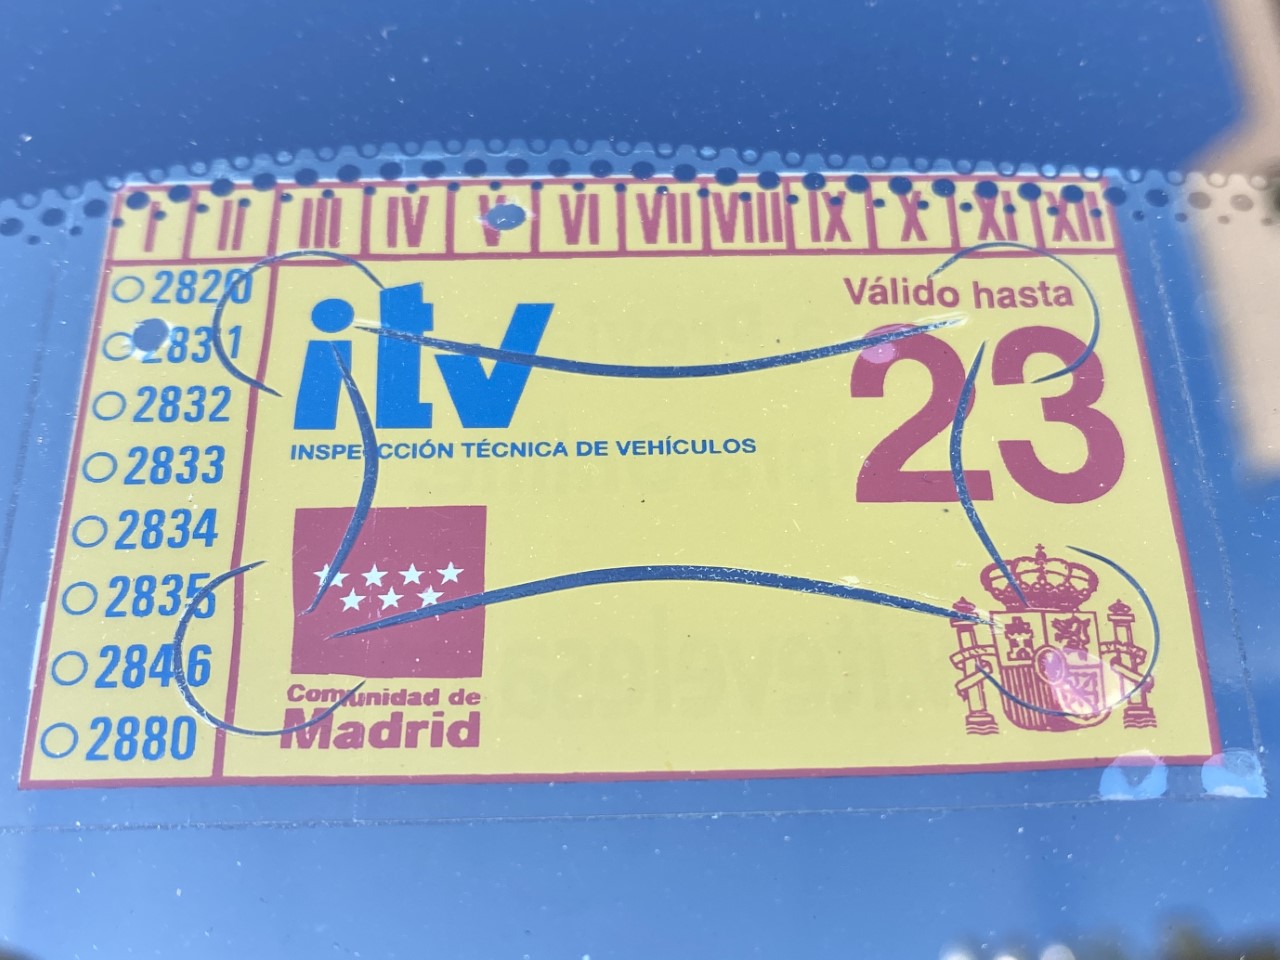 I II III IV V VI VII VIII IX X XI XII
2820
2831
2832
2833
2834
2835
2846
2880
itv
INSPECCIÓN TÉCNICA DE VEHÍCULOS
Válido hasta
23
Comunidad de
Madrid